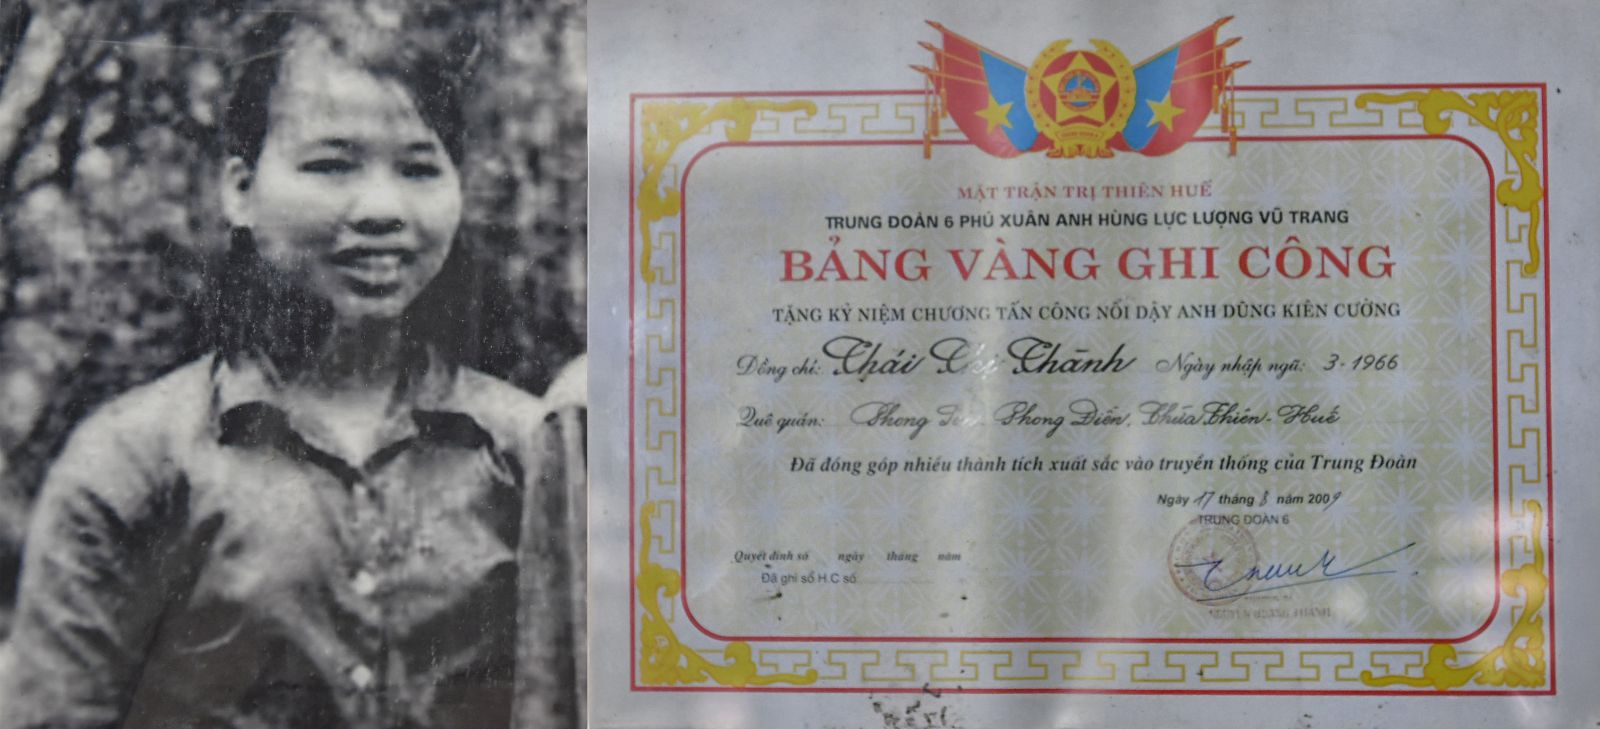 MẶT TRẬN TRỊ THIÊN HUẾ
TRUNG ĐOÀN 6 PHÚ XUÂN ANH HÙNG LỰC LƯỢNG VŨ TRANG
BẢNG VÀNG GHI CÔNG
TẶNG KỶ NIỆM CHƯƠNG TẤN CÔNG NỔI DẬY ANH DŨNG KIÊN CƯỜNG
Đồng chí: Thái Thị Thành Ngày nhập ngũ: 3-1966
Quê quán: Phong Phong Điền, Thừa Thiên - Huế
Đã đóng góp nhiều thành tích xuất sắc vào truyền thống của Trung Đoàn
Ngày 17 tháng 8 năm 2009
TRUNG ĐOÀN 6
Quyết định số ngày tháng năm
Đã ghi sổ H.C số